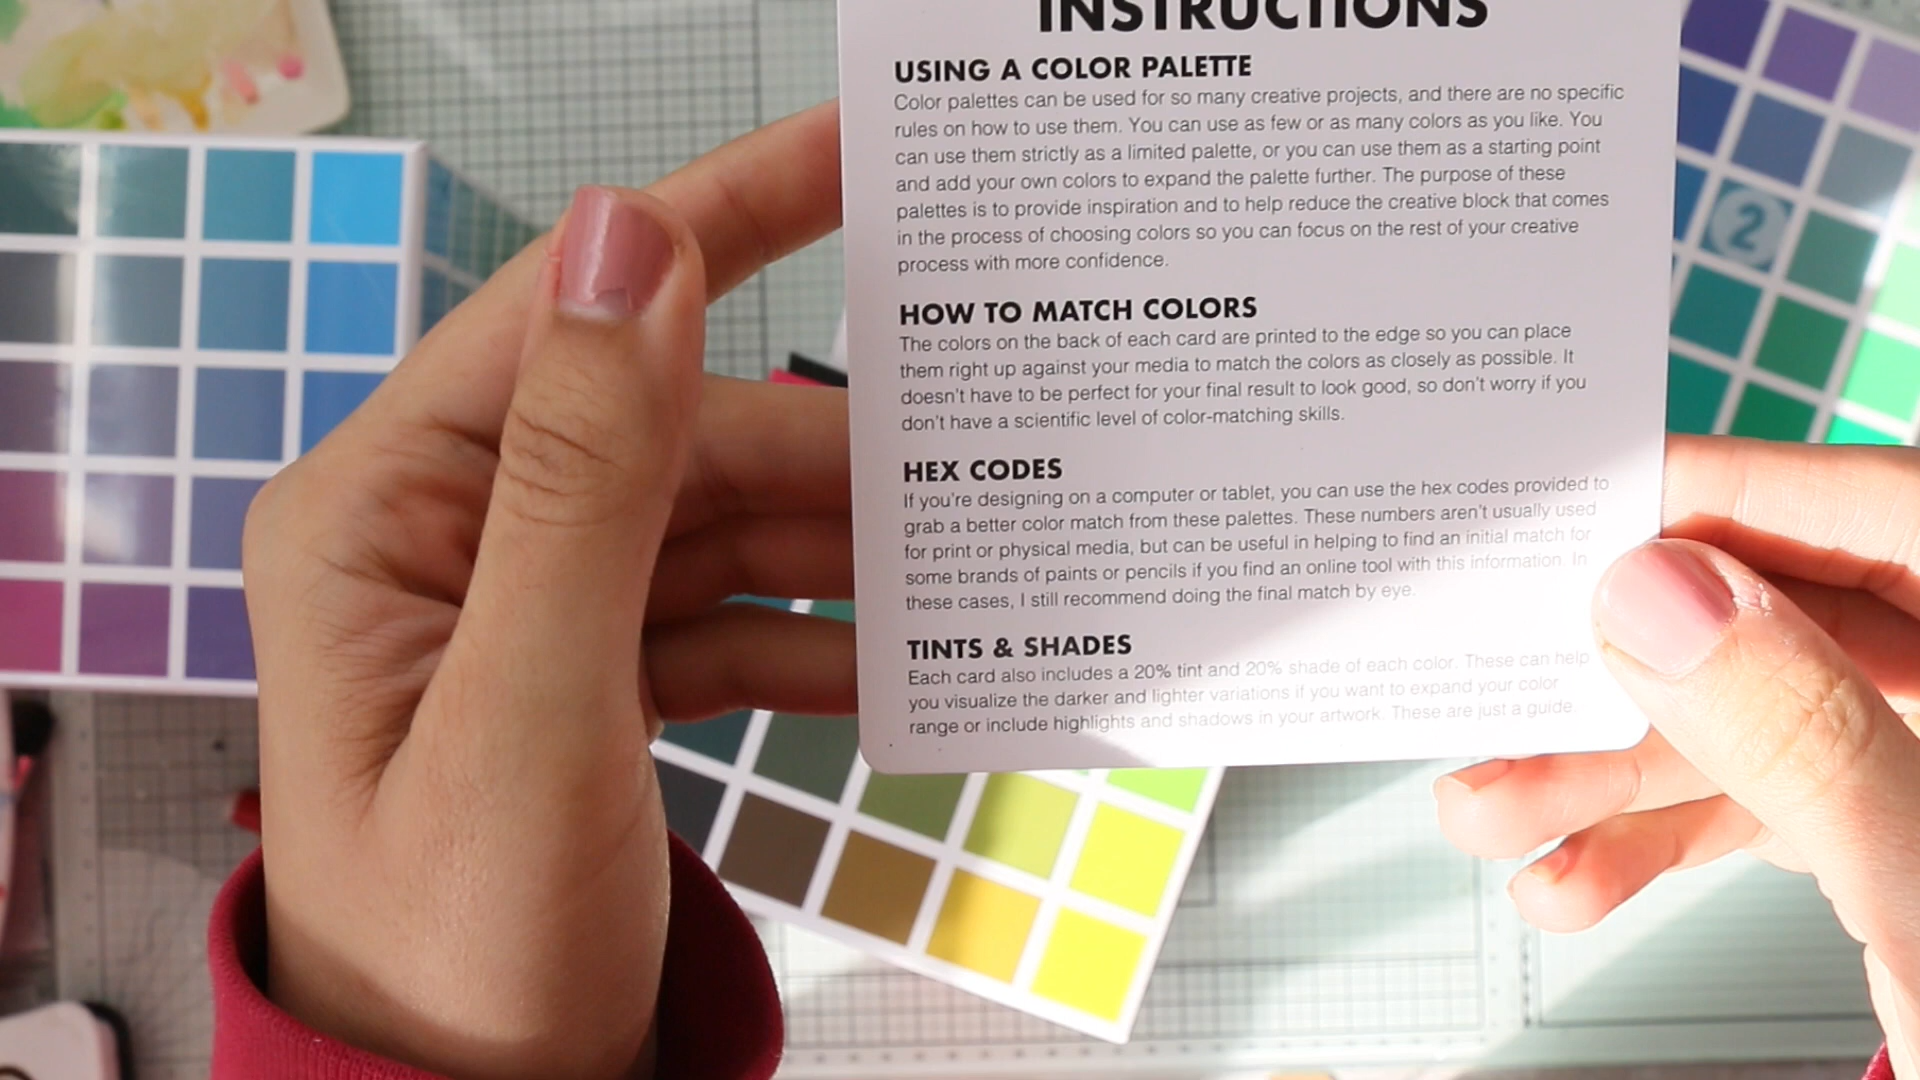 INSTRUCTIONS
USING A COLOR PALETTE
Color palettes can be used for so many creative projects, and there are no specific
rules on how to use them. You can use as few or as many colors as you like. You
can use them strictly as a limited palette, or you can use them as a starting point
and add your own colors to expand the palette further. The purpose of these
palettes is to provide inspiration and to help reduce the creative block that comes
in the process of choosing colors so you can focus on the rest of your creative
process with more confidence.
HOW TO MATCH COLORS
The colors on the back of each card are printed to the edge so you can place
them right up against your media to match the colors as closely as possible. It
doesn't have to be perfect for your final result to look good, so don't worry if you
don't have a scientific level of color-matching skills.
HEX CODES
If you're designing on a computer or tablet, you can use the hex codes provided to
grab a better color match from these palettes. These numbers aren't usually used
for print or physical media, but can be useful in helping to find an initial match for
some brands of paints or pencils if you find an online tool with this information. In
these cases, I still recommend doing the final match by eye.
TINTS & SHADES
Each card also includes a 20% tint and 20% shade of each color. These can help
you visualize the darker and lighter variations if you want to expand your color
range or include highlights and shadows in your artwork. These are just a guide.
2